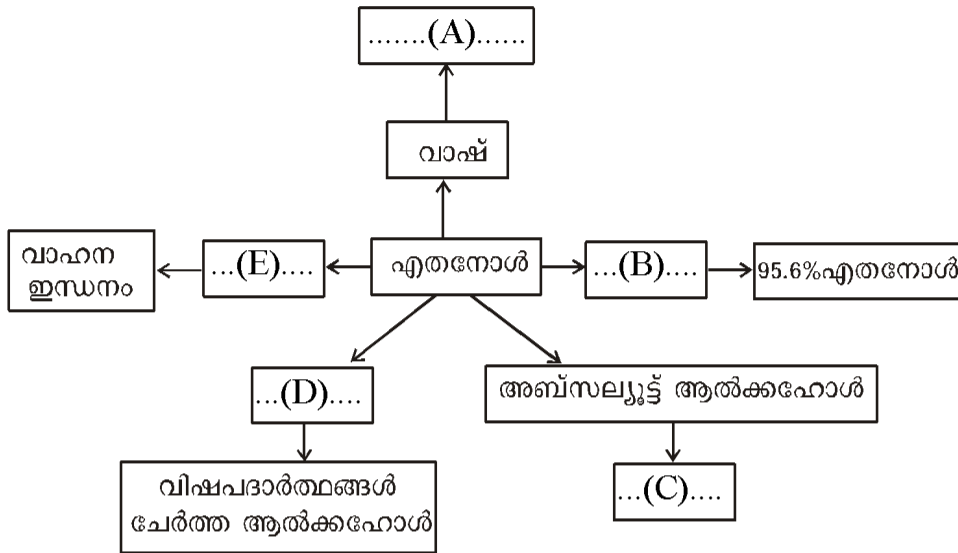 .......(A)......
വാഷ്
വാഹന
ഇന്ധനം
...(E)....
എതനോൾ
...(B)....
95.6%എതനോൾ
...(D)....
അബ്സല്യൂട്ട് ആൽക്കഹോൾ
വിഷപദാർത്ഥങ്ങൾ
ചേർത്ത ആൽക്കഹോൾ
...(C)....